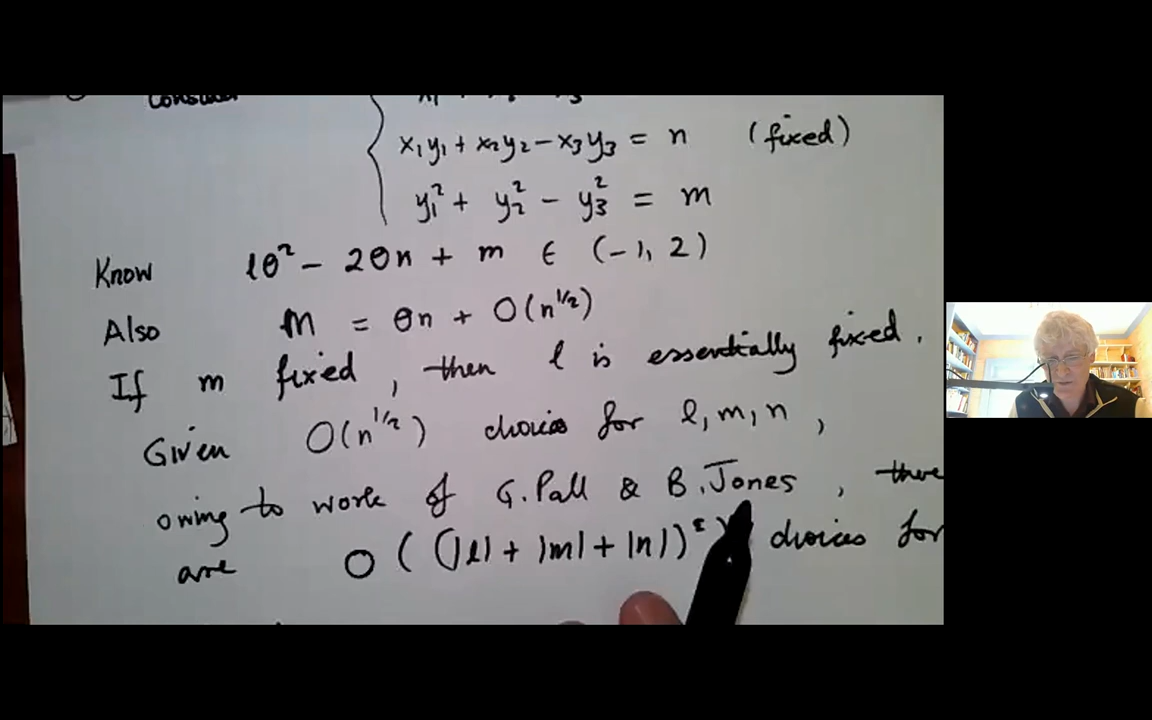 Consider
x₁y₁ + x₂y₂ - x₃y₃ = n (fixed)
y₁² + y₂² - y₃² = m
Know lθ² - 2θn + m ∈ (-1, 2)
Also m = θn + O(n^{1/2})
If m fixed, then l is essentially fixed.
Given O(n^{1/2}) choices for l, m, n,
owing to work of G. Pall & B. Jones, there
are O((|l| + |m| + |n|)^ε) choices for